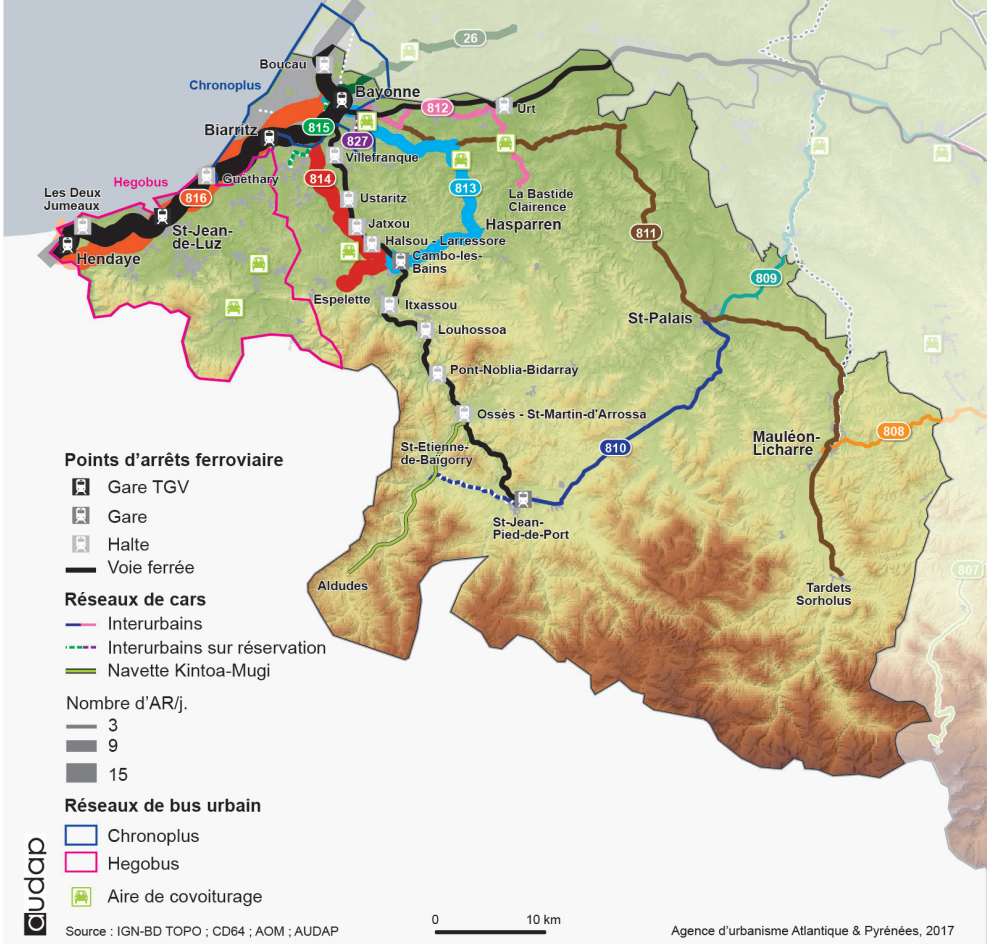 26
Boucau
Chronoplus
Bayonne
812
Urt
Biarritz
815
827
Villefranque
Hegobus
Guéthary
814
813
La Bastide
Clairence
Les Deux
Jumeaux
816
Ustaritz
St-Jean-
de-Luz
Jatxou
Hasparren
811
Hendaye
Halsou - Larressore
Cambo-les-
Bains
809
Espelette
Itxassou
St-Palais
Louhossoa
Pont-Noblia-Bidarray
Ossès - St-Martin-d'Arrossa
808
Mauléon-
Licharre
St-Etienne-
de-Baïgorry
810
St-Jean-
Pied-de-Port
807
Aldudes
Tardets
Sorholus
Points d'arrêts ferroviaire
Gare TGV
Gare
Halte
Voie ferrée
Réseaux de cars
Interurbains
Interurbains sur réservation
Navette Kintoa-Mugi
Nombre d'AR/j.
3
9
15
Réseaux de bus urbain
Chronoplus
Hegobus
Aire de covoiturage
audap
0 10 km
Source : IGN-BD TOPO ; CD64 ; AOM ; AUDAP
Agence d'urbanisme Atlantique & Pyrénées, 2017